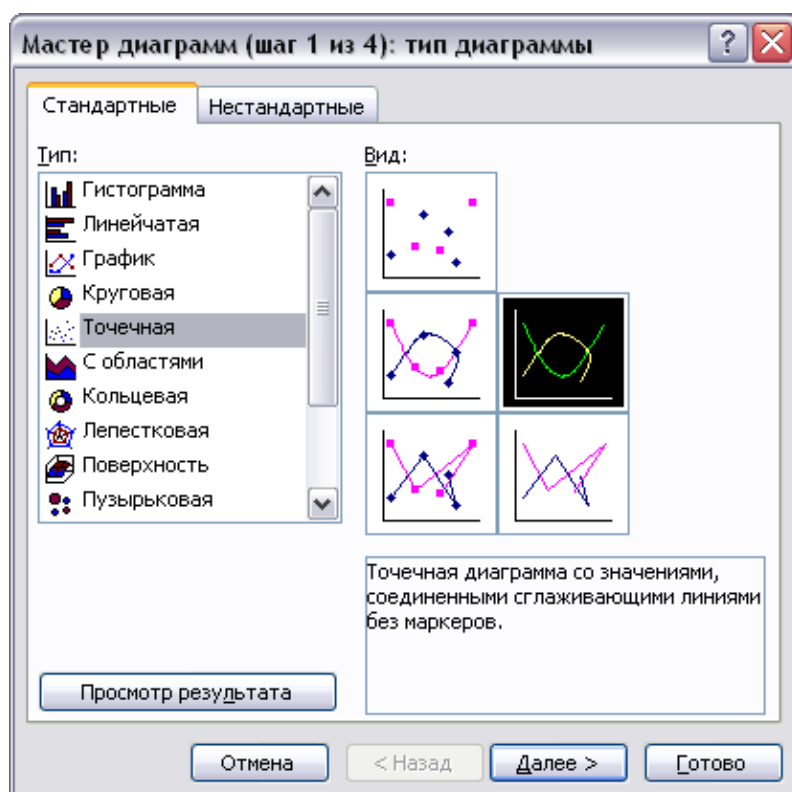 Мастер диаграмм (шаг 1 из 4): тип диаграммы
Стандартные
Нестандартные
Тип:
Гистограмма
Линейчатая
График
Круговая
Точечная
С областями
Кольцевая
Лепестковая
Поверхность
Пузырьковая
Вид:
Точечная диаграмма со значениями,
соединенными сглаживающими линиями
без маркеров.
Просмотр результата
Отмена
< Назад
Далее >
Готово